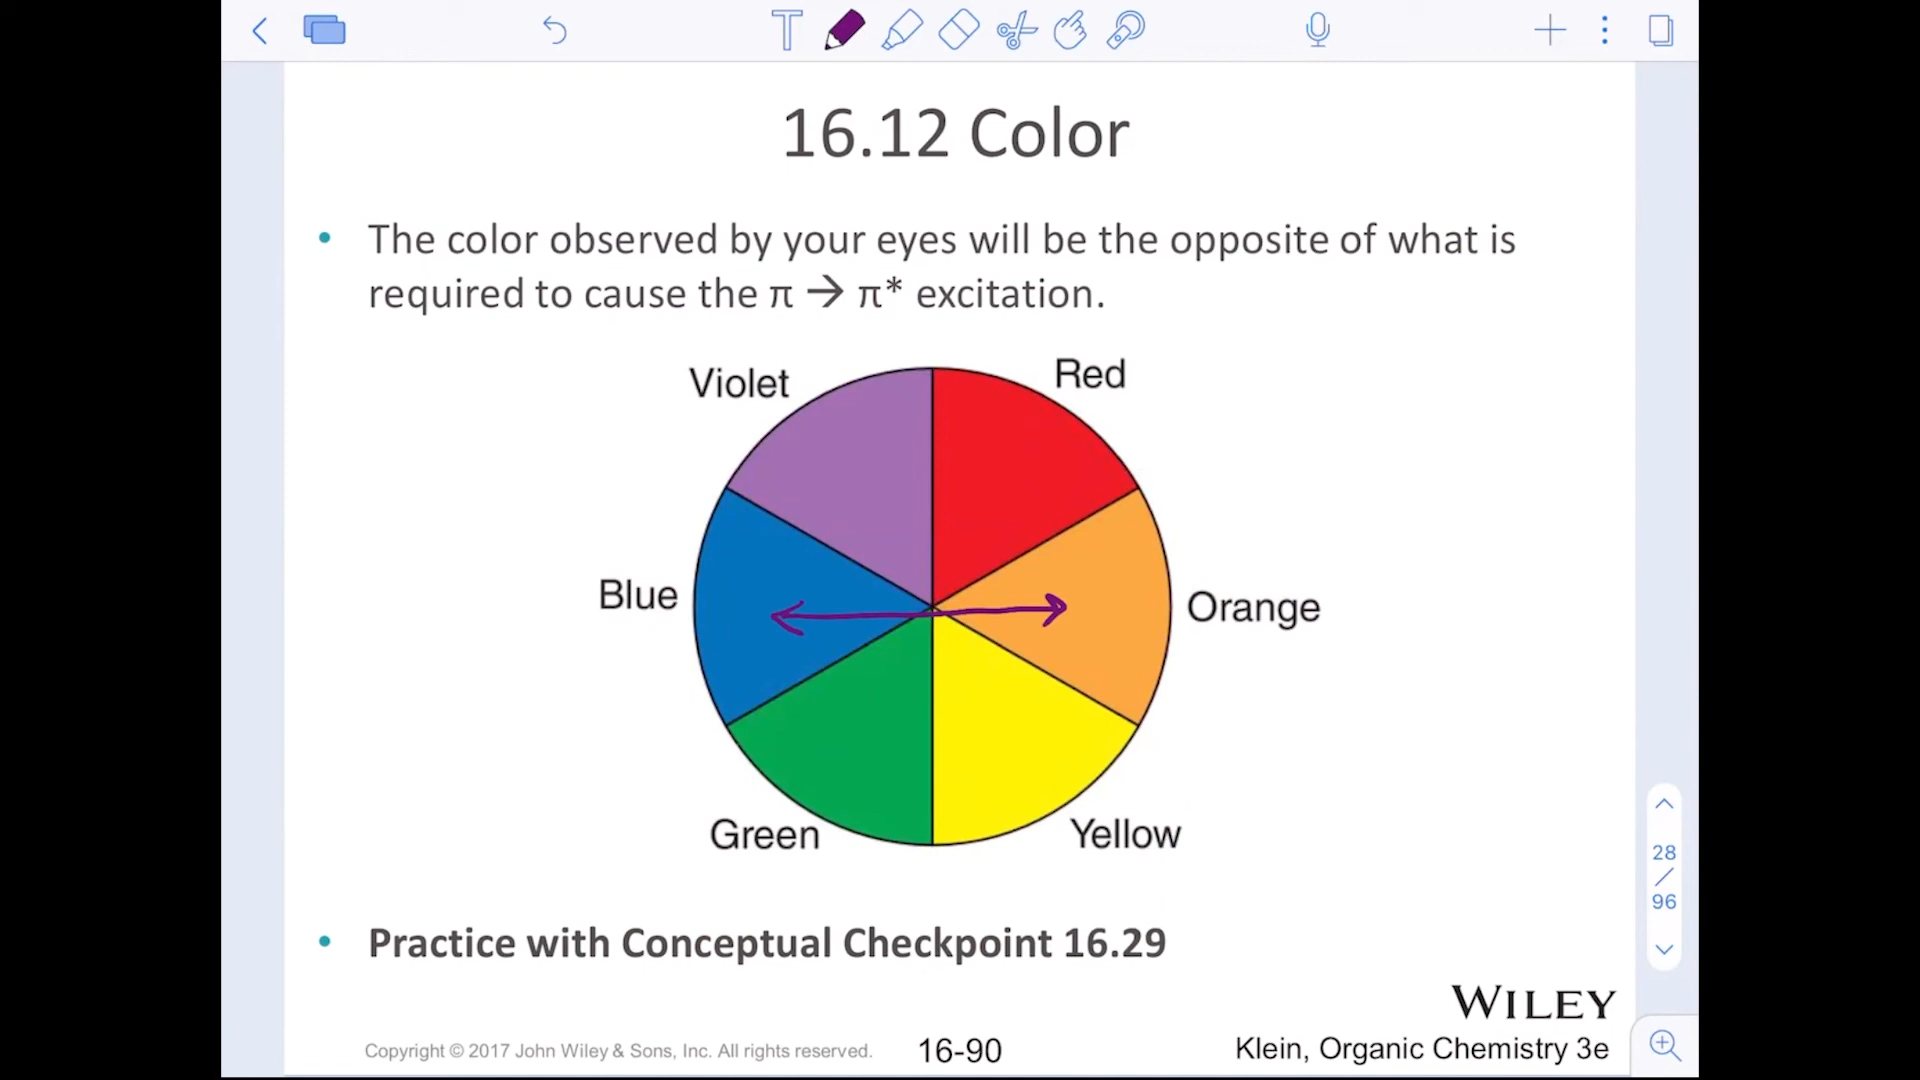 16.12 Color
• The color observed by your eyes will be the opposite of what is
required to cause the π → π* excitation.
Violet
Red
Blue
Orange
Green
Yellow
• Practice with Conceptual Checkpoint 16.29
28
/
96
WILEY
Copyright © 2017 John Wiley & Sons, Inc. All rights reserved.
16-90
Klein, Organic Chemistry 3e